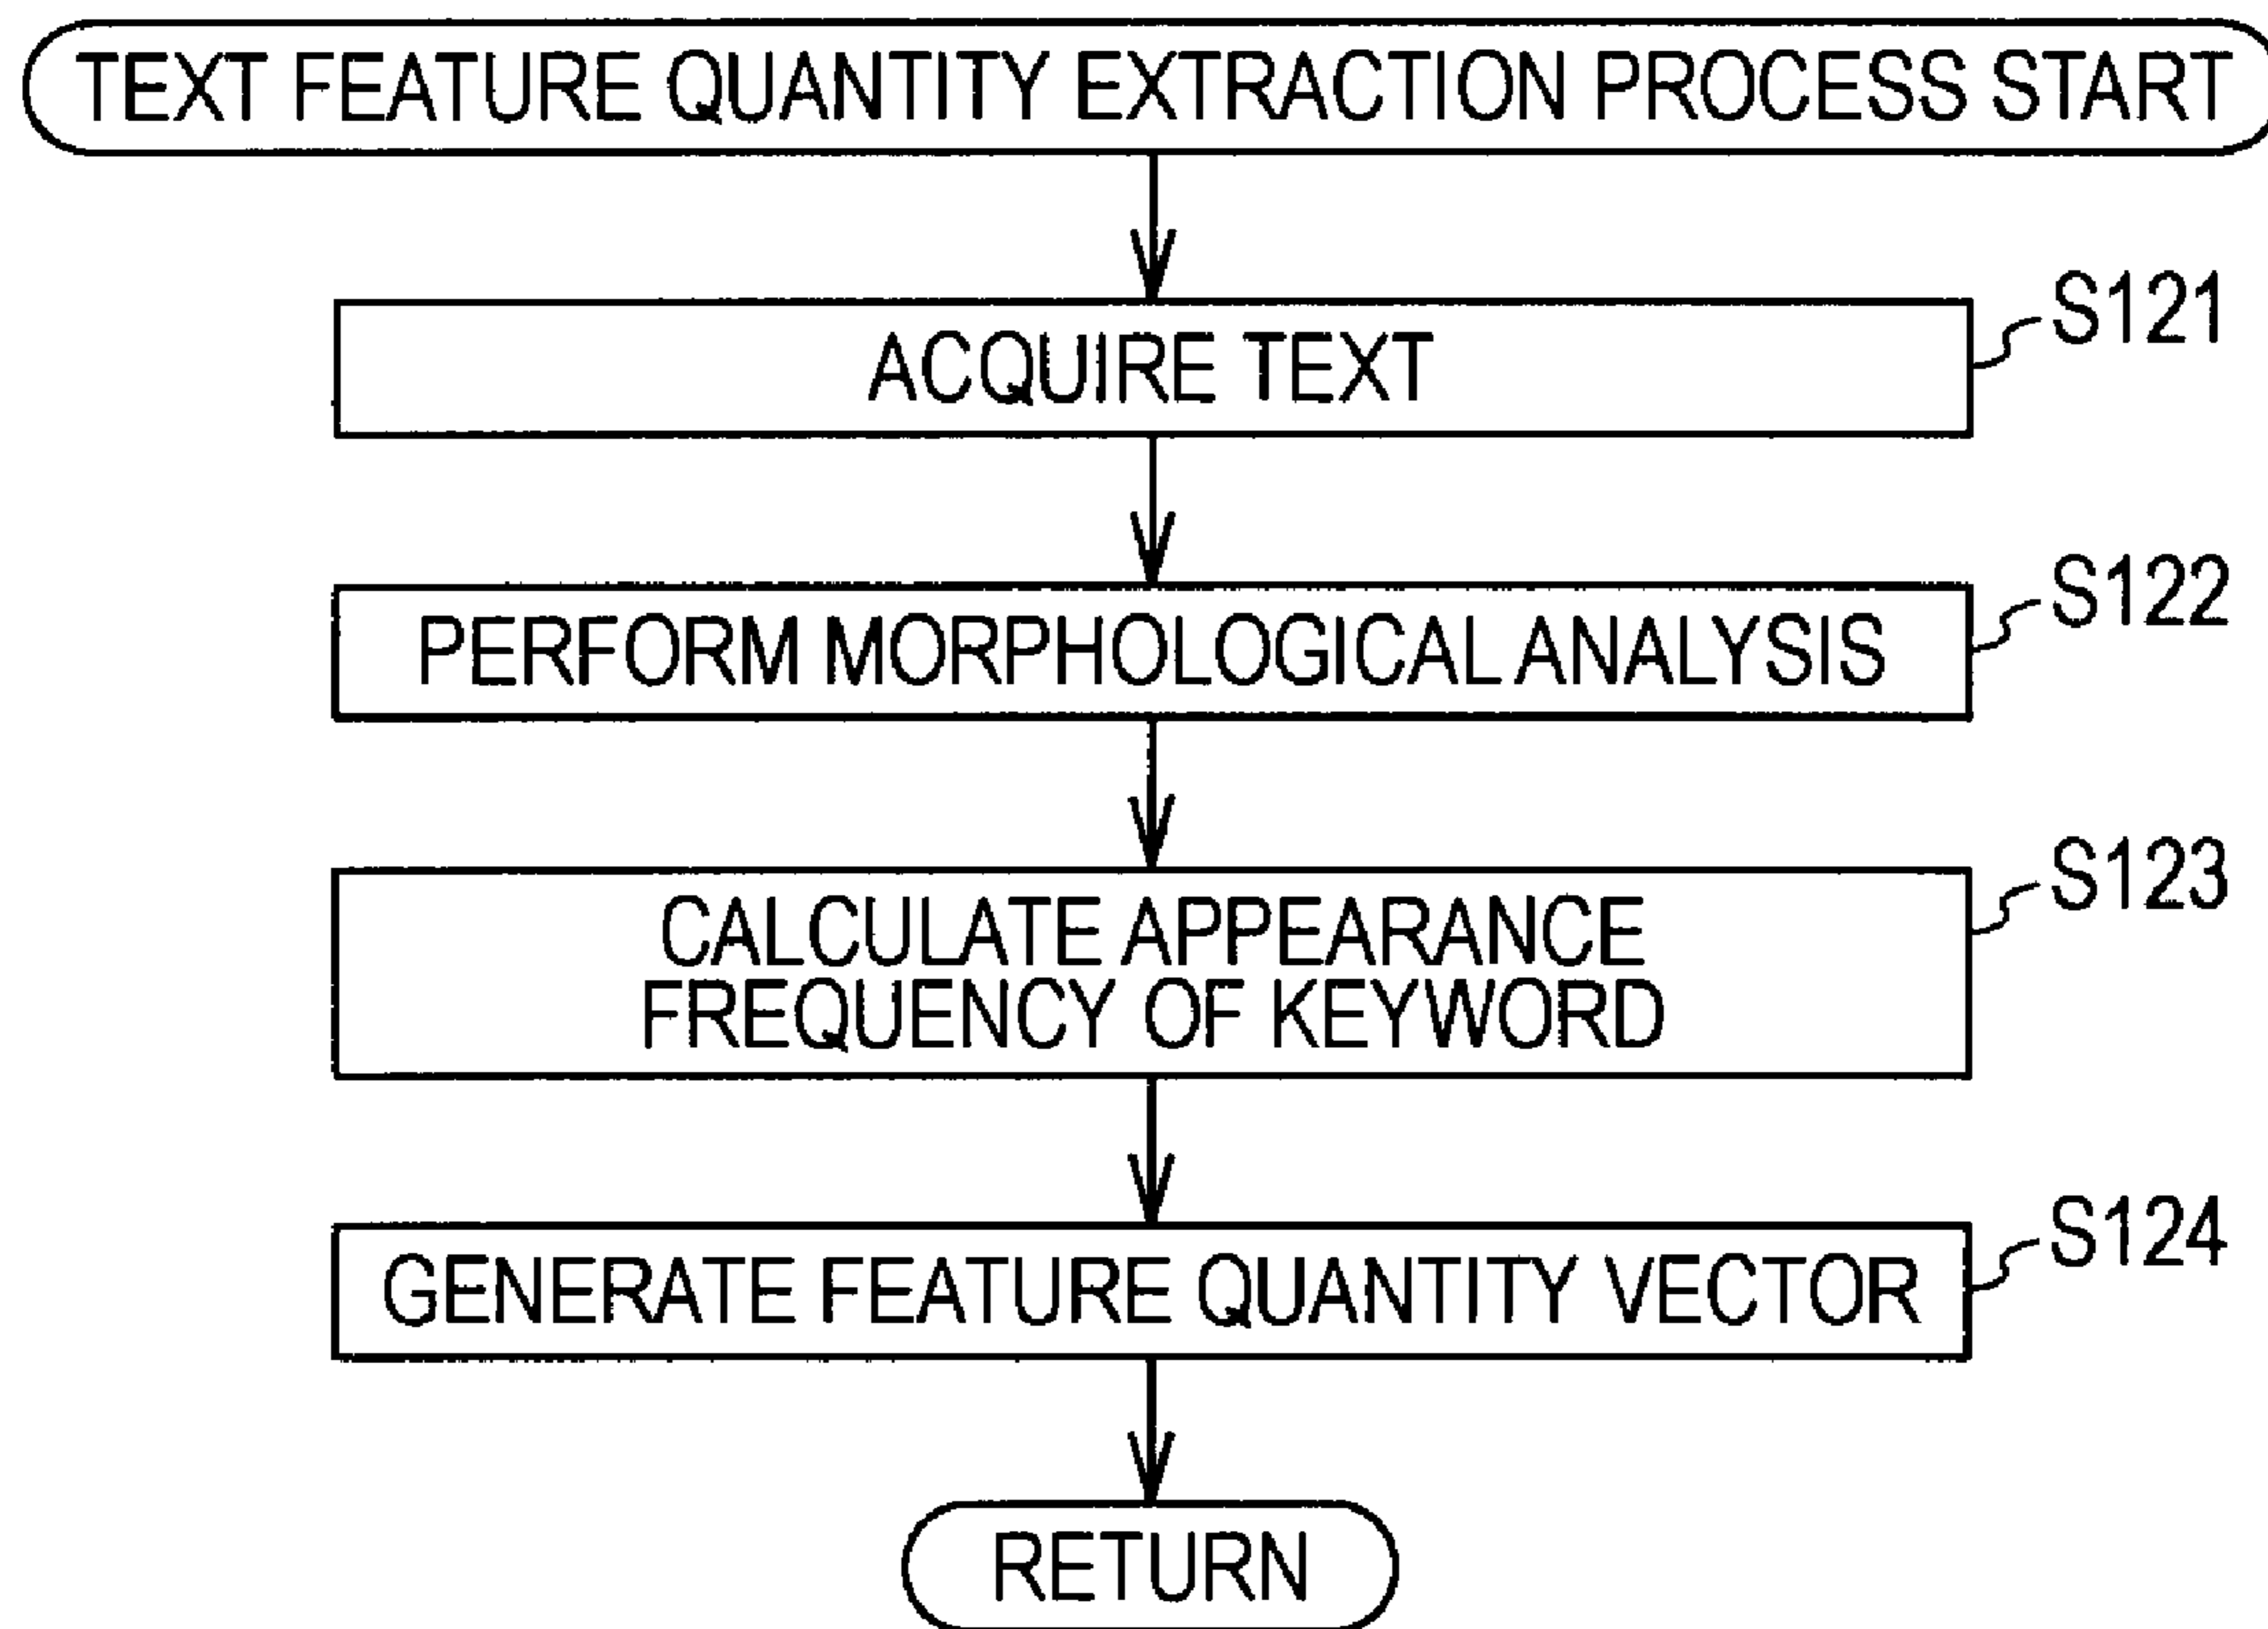 TEXT FEATURE QUANTITY EXTRACTION PROCESS START
ACQUIRE TEXT
S121
PERFORM MORPHOLOGICAL ANALYSIS
S122
CALCULATE APPEARANCE
FREQUENCY OF KEYWORD
S123
GENERATE FEATURE QUANTITY VECTOR
S124
RETURN